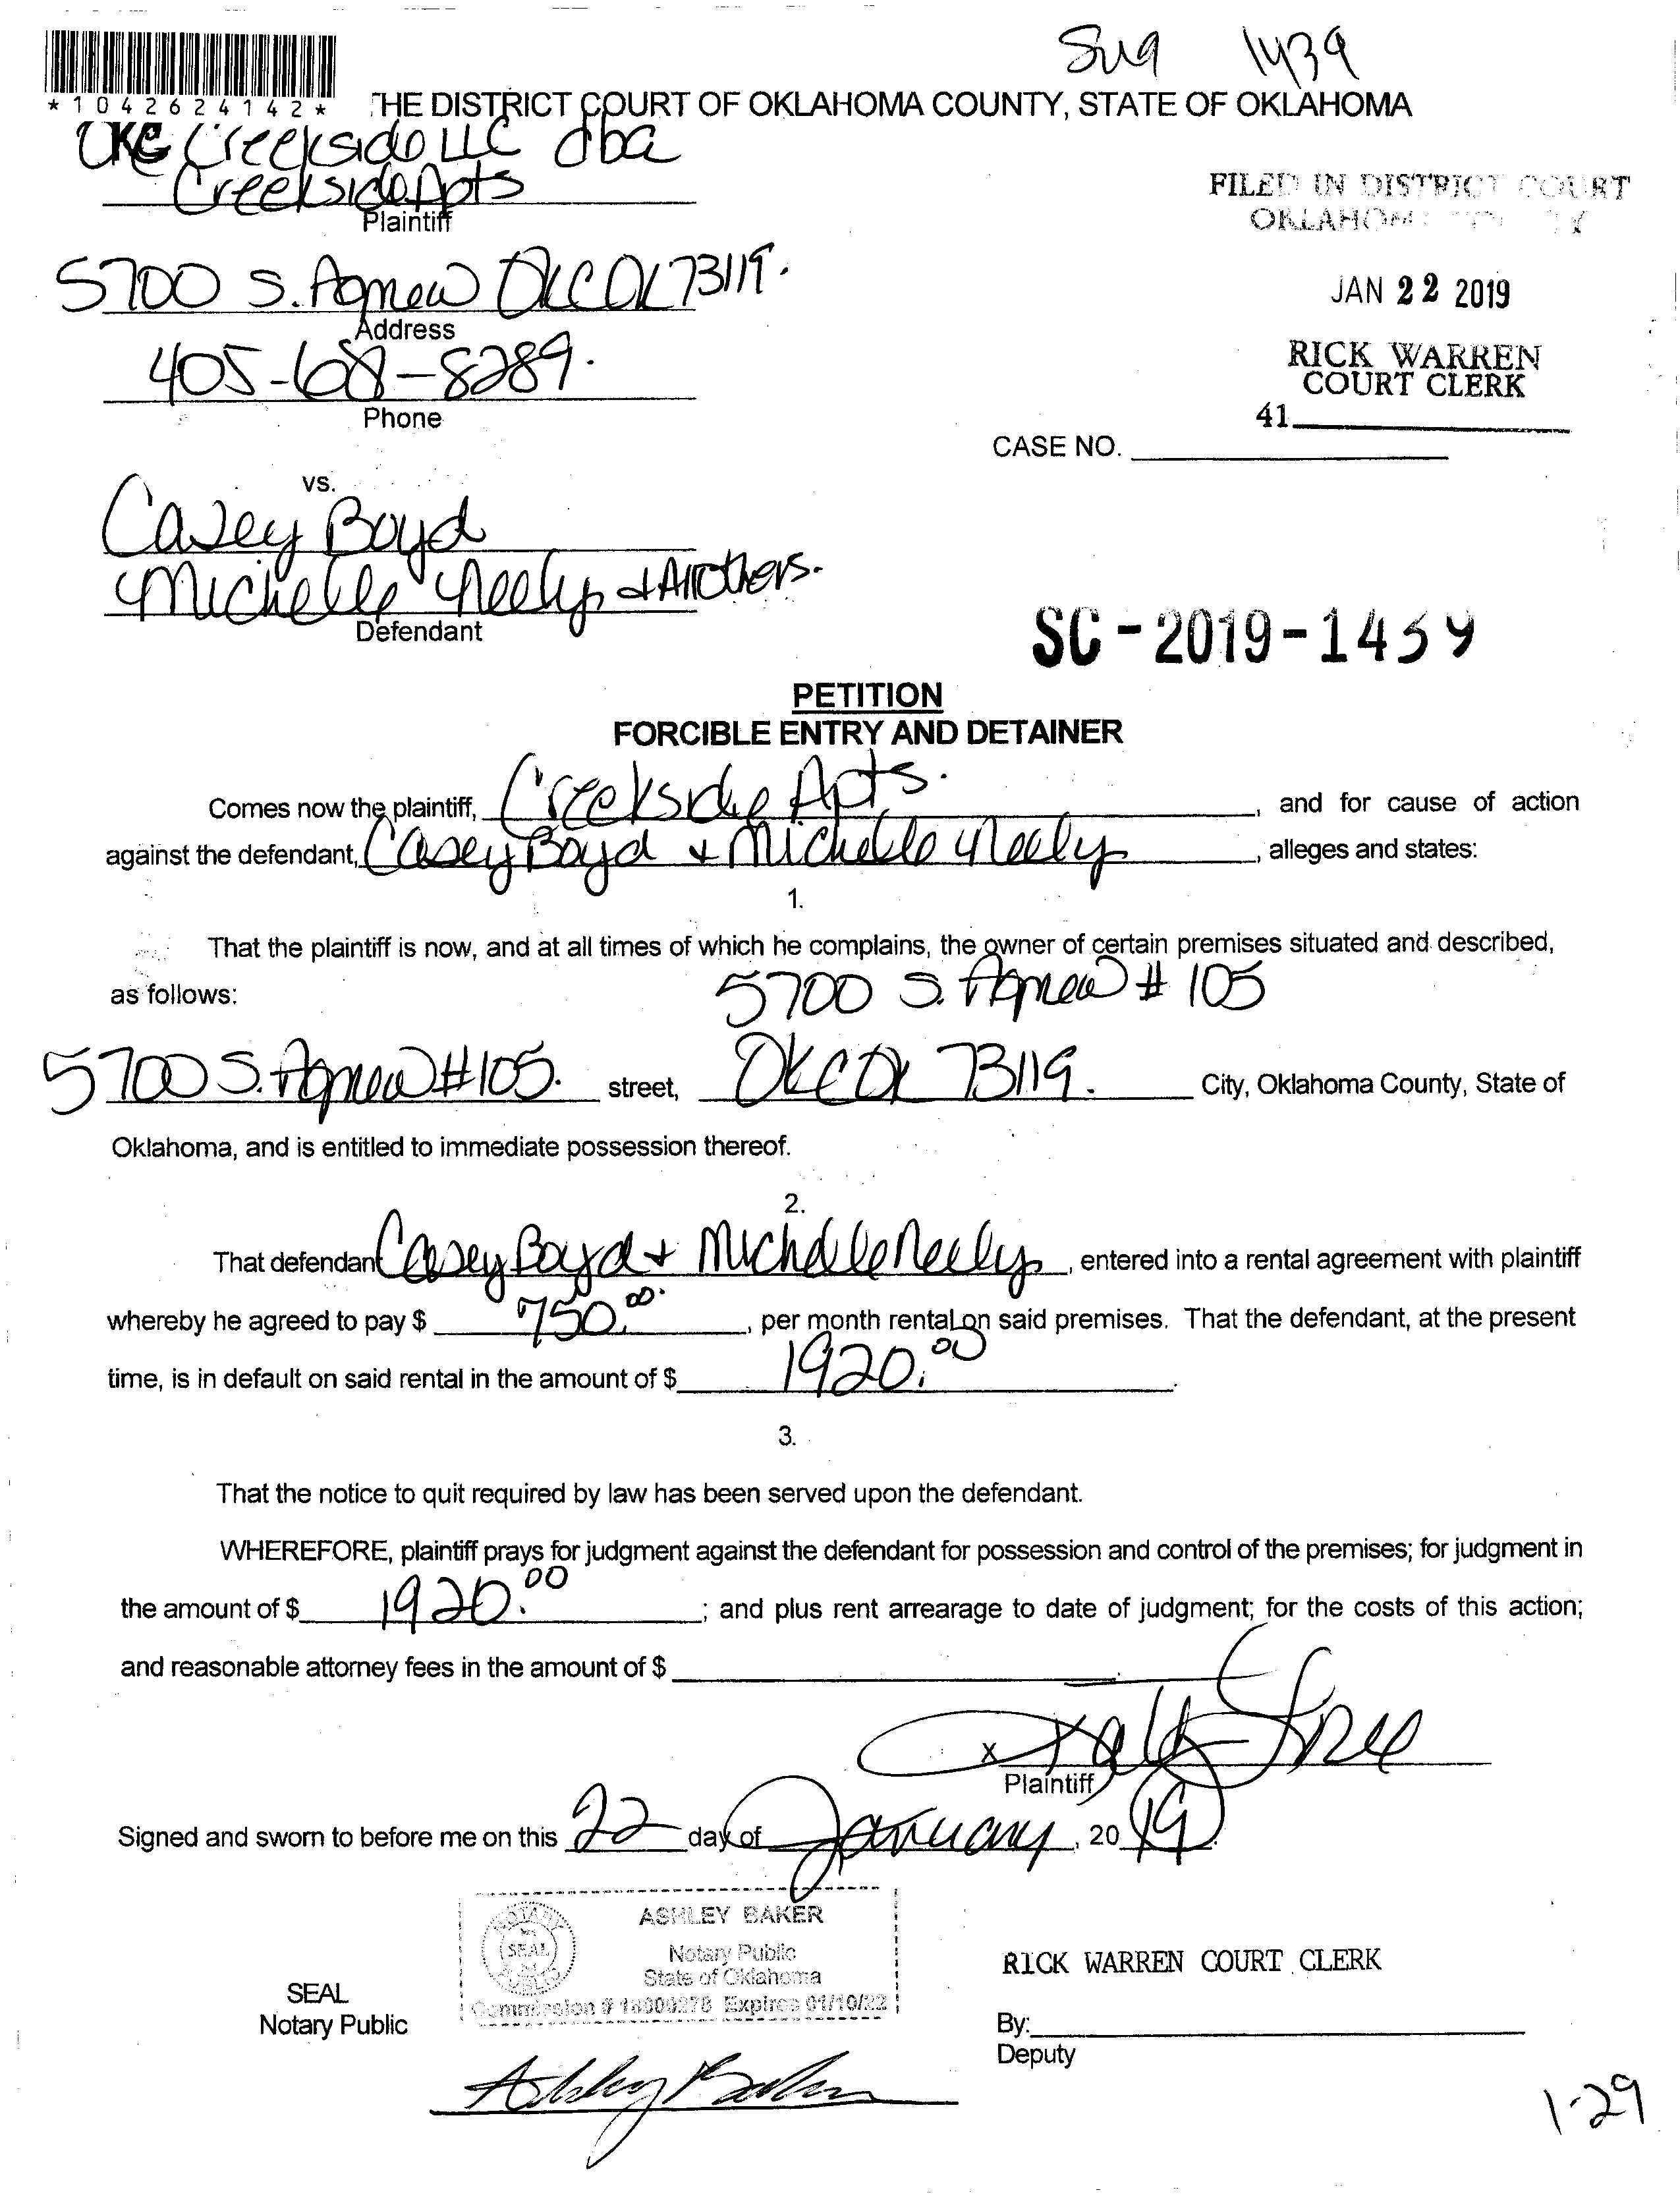 Sug 1439
*1042624142*
THE DISTRICT COURT OF OKLAHOMA COUNTY, STATE OF OKLAHOMA
OKC Creekside LLC dba
Creekside Apts
Plaintiff
FILED IN DISTRICT COURT
OKLAHOMA COUNTY
5700 S. Agnew OKC OK 73119.
Address
JAN 22 2019
405-68-8289.
Phone
RICK WARREN
COURT CLERK
41
CASE NO.
vs.
Casey Boyd
Michelle Neely & All Others.
Defendant
SC-2019-1439
PETITION
FORCIBLE ENTRY AND DETAINER
Comes now the plaintiff, Creekside Apts. , and for cause of action
against the defendant, Casey Boyd & Michelle Neely , alleges and states:
1.
That the plaintiff is now, and at all times of which he complains, the owner of certain premises situated and described,
as follows: 5700 S. Agnew # 105
5700 S. Agnew #105. street, OKC OK 73119. City, Oklahoma County, State of
Oklahoma, and is entitled to immediate possession thereof.
2.
That defendant Casey Boyd & Michelle Neely , entered into a rental agreement with plaintiff
whereby he agreed to pay $ 750.00 , per month rental on said premises. That the defendant, at the present
time, is in default on said rental in the amount of $ 1920.00 .
3.
That the notice to quit required by law has been served upon the defendant.
WHEREFORE, plaintiff prays for judgment against the defendant for possession and control of the premises; for judgment in
the amount of $ 1920.00 ; and plus rent arrearage to date of judgment; for the costs of this action;
and reasonable attorney fees in the amount of $ .
X
Plaintiff
Signed and sworn to before me on this 22 day of January, 2019.
ASHLEY BAKER
NOTARY
SEAL
PUBLIC
Notary Public
State of Oklahoma
Commission # 18000278 Expires 01/10/22
SEAL
Notary Public
RICK WARREN COURT CLERK
By:
Deputy
Ashley Baker
1-29